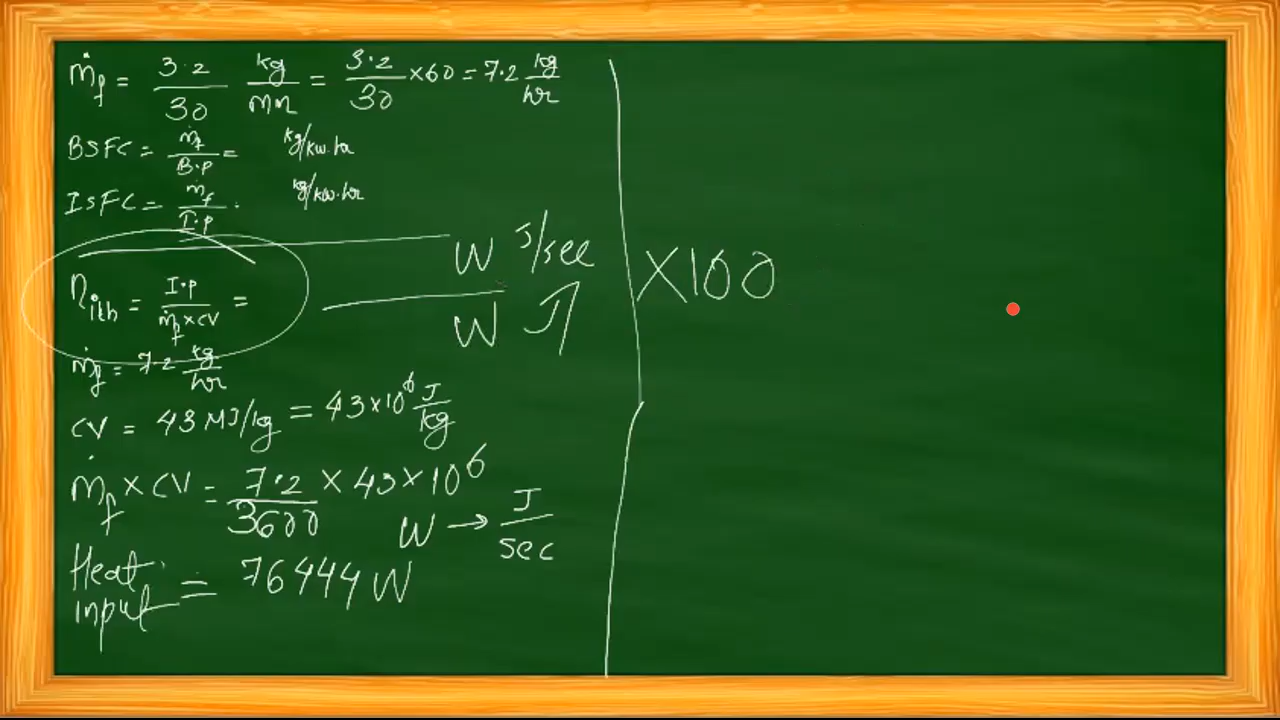 ṁf = 3.2/30 kg/mn = 3.2/30 ×60 = 7.2 kg/hr
BSFC = ṁf/B.P = kg/kw.hr
ISFC = ṁf/I.P . kg/kw.hr
W J/sec
W J
×100
ηith = I.P/ṁf×CV =
ṁf = 7.2 kg/hr
CV = 43 MJ/kg = 43×10⁶ J/kg
ṁf × CV = 7.2/3600 × 43×10⁶
W → J/sec
Heat input = 76444 W